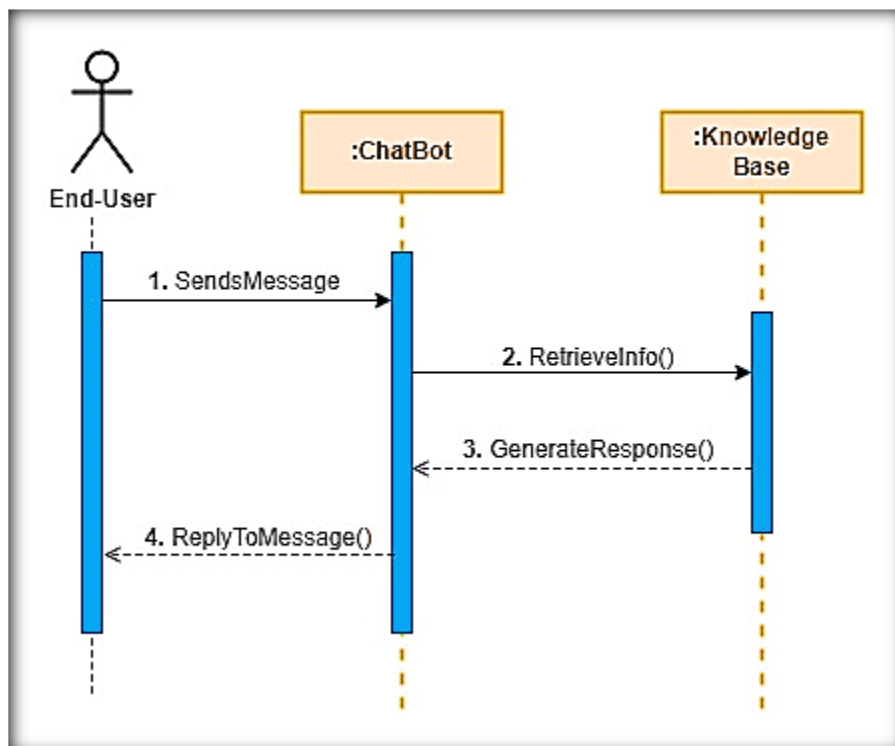 End-User
:ChatBot
:Knowledge
Base
1. SendsMessage
2. RetrieveInfo()
3. GenerateResponse()
4. ReplyToMessage()